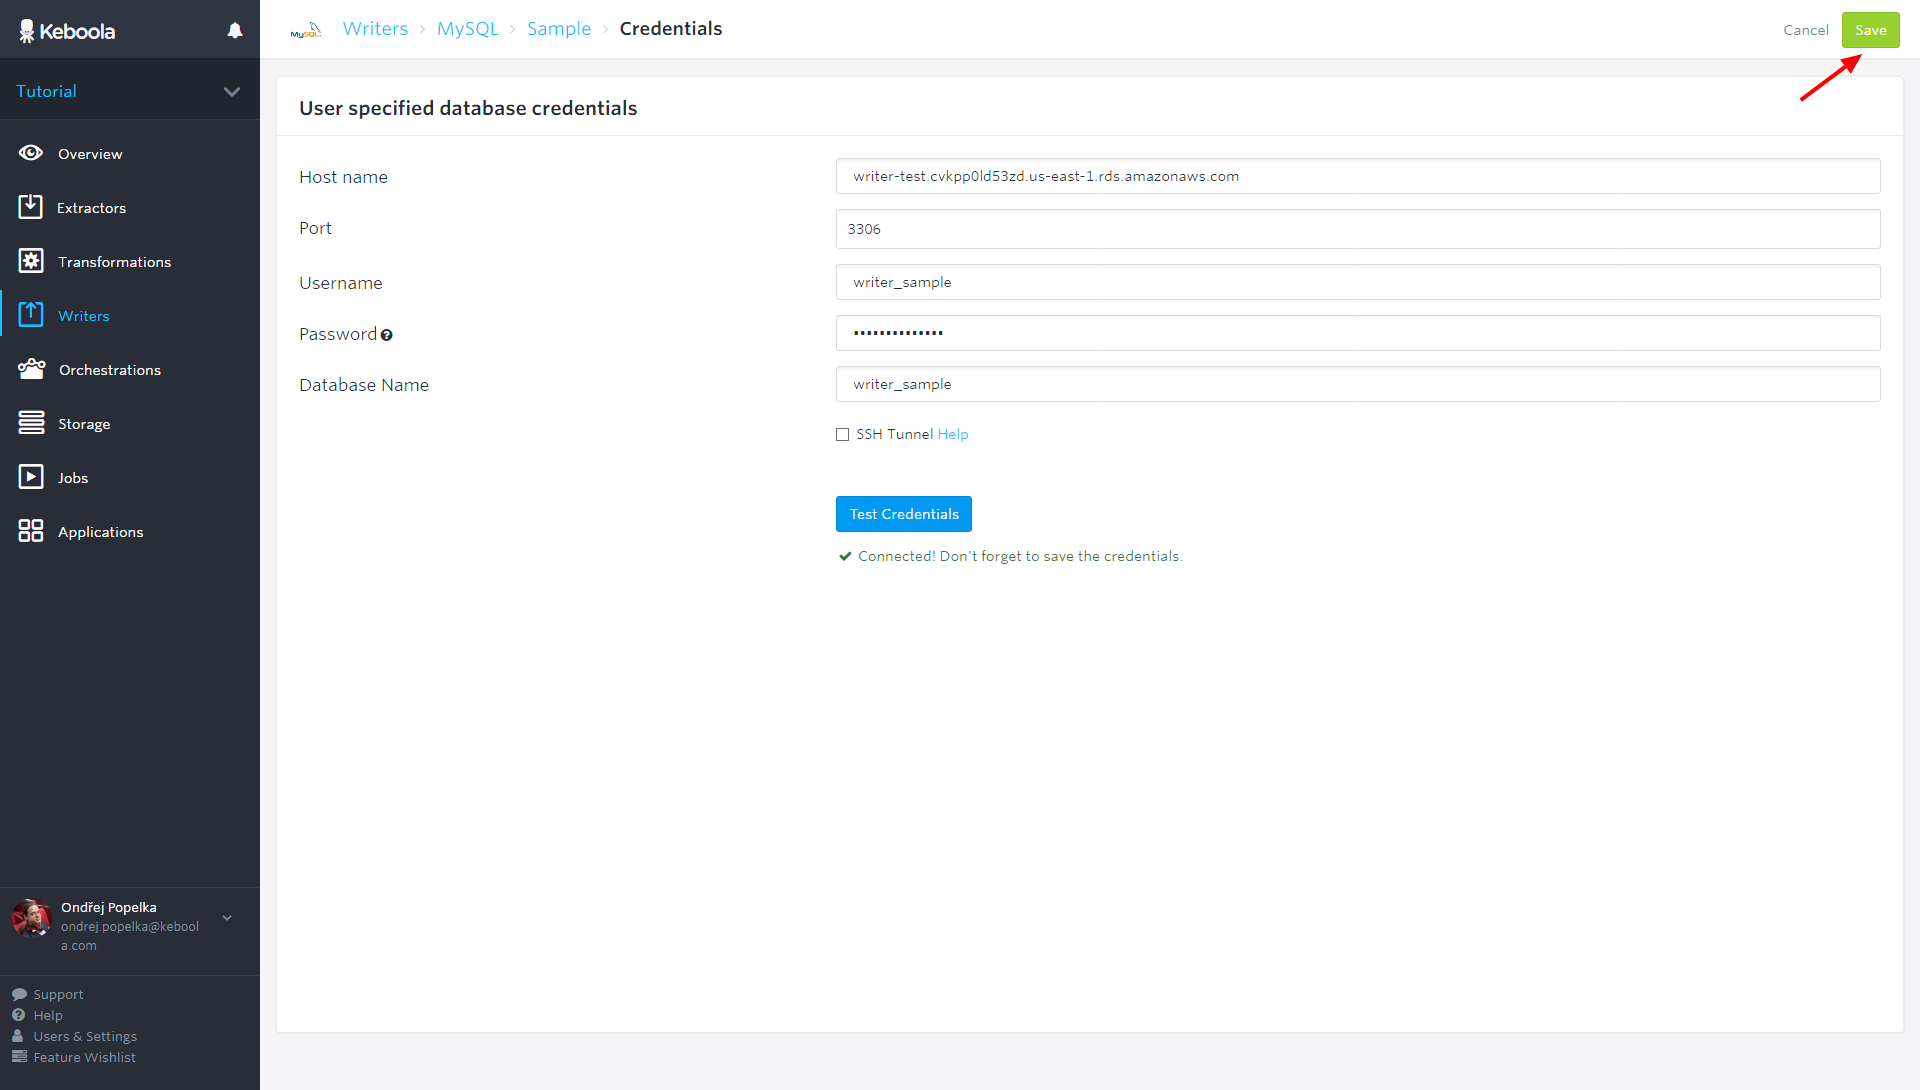 Keboola
Tutorial
Overview
Extractors
Transformations
Writers
Orchestrations
Storage
Jobs
Applications
Ondřej Popelka
ondrej.popelka@kebool
a.com
Support
Help
Users & Settings
Feature Wishlist
MySQL Writers › MySQL › Sample › Credentials
Cancel Save
User specified database credentials
Host name writer-test.cvkpp0ld53zd.us-east-1.rds.amazonaws.com
Port 3306
Username writer_sample
Password ••••••••••••••
Database Name writer_sample
SSH Tunnel Help
Test Credentials
Connected! Don't forget to save the credentials.